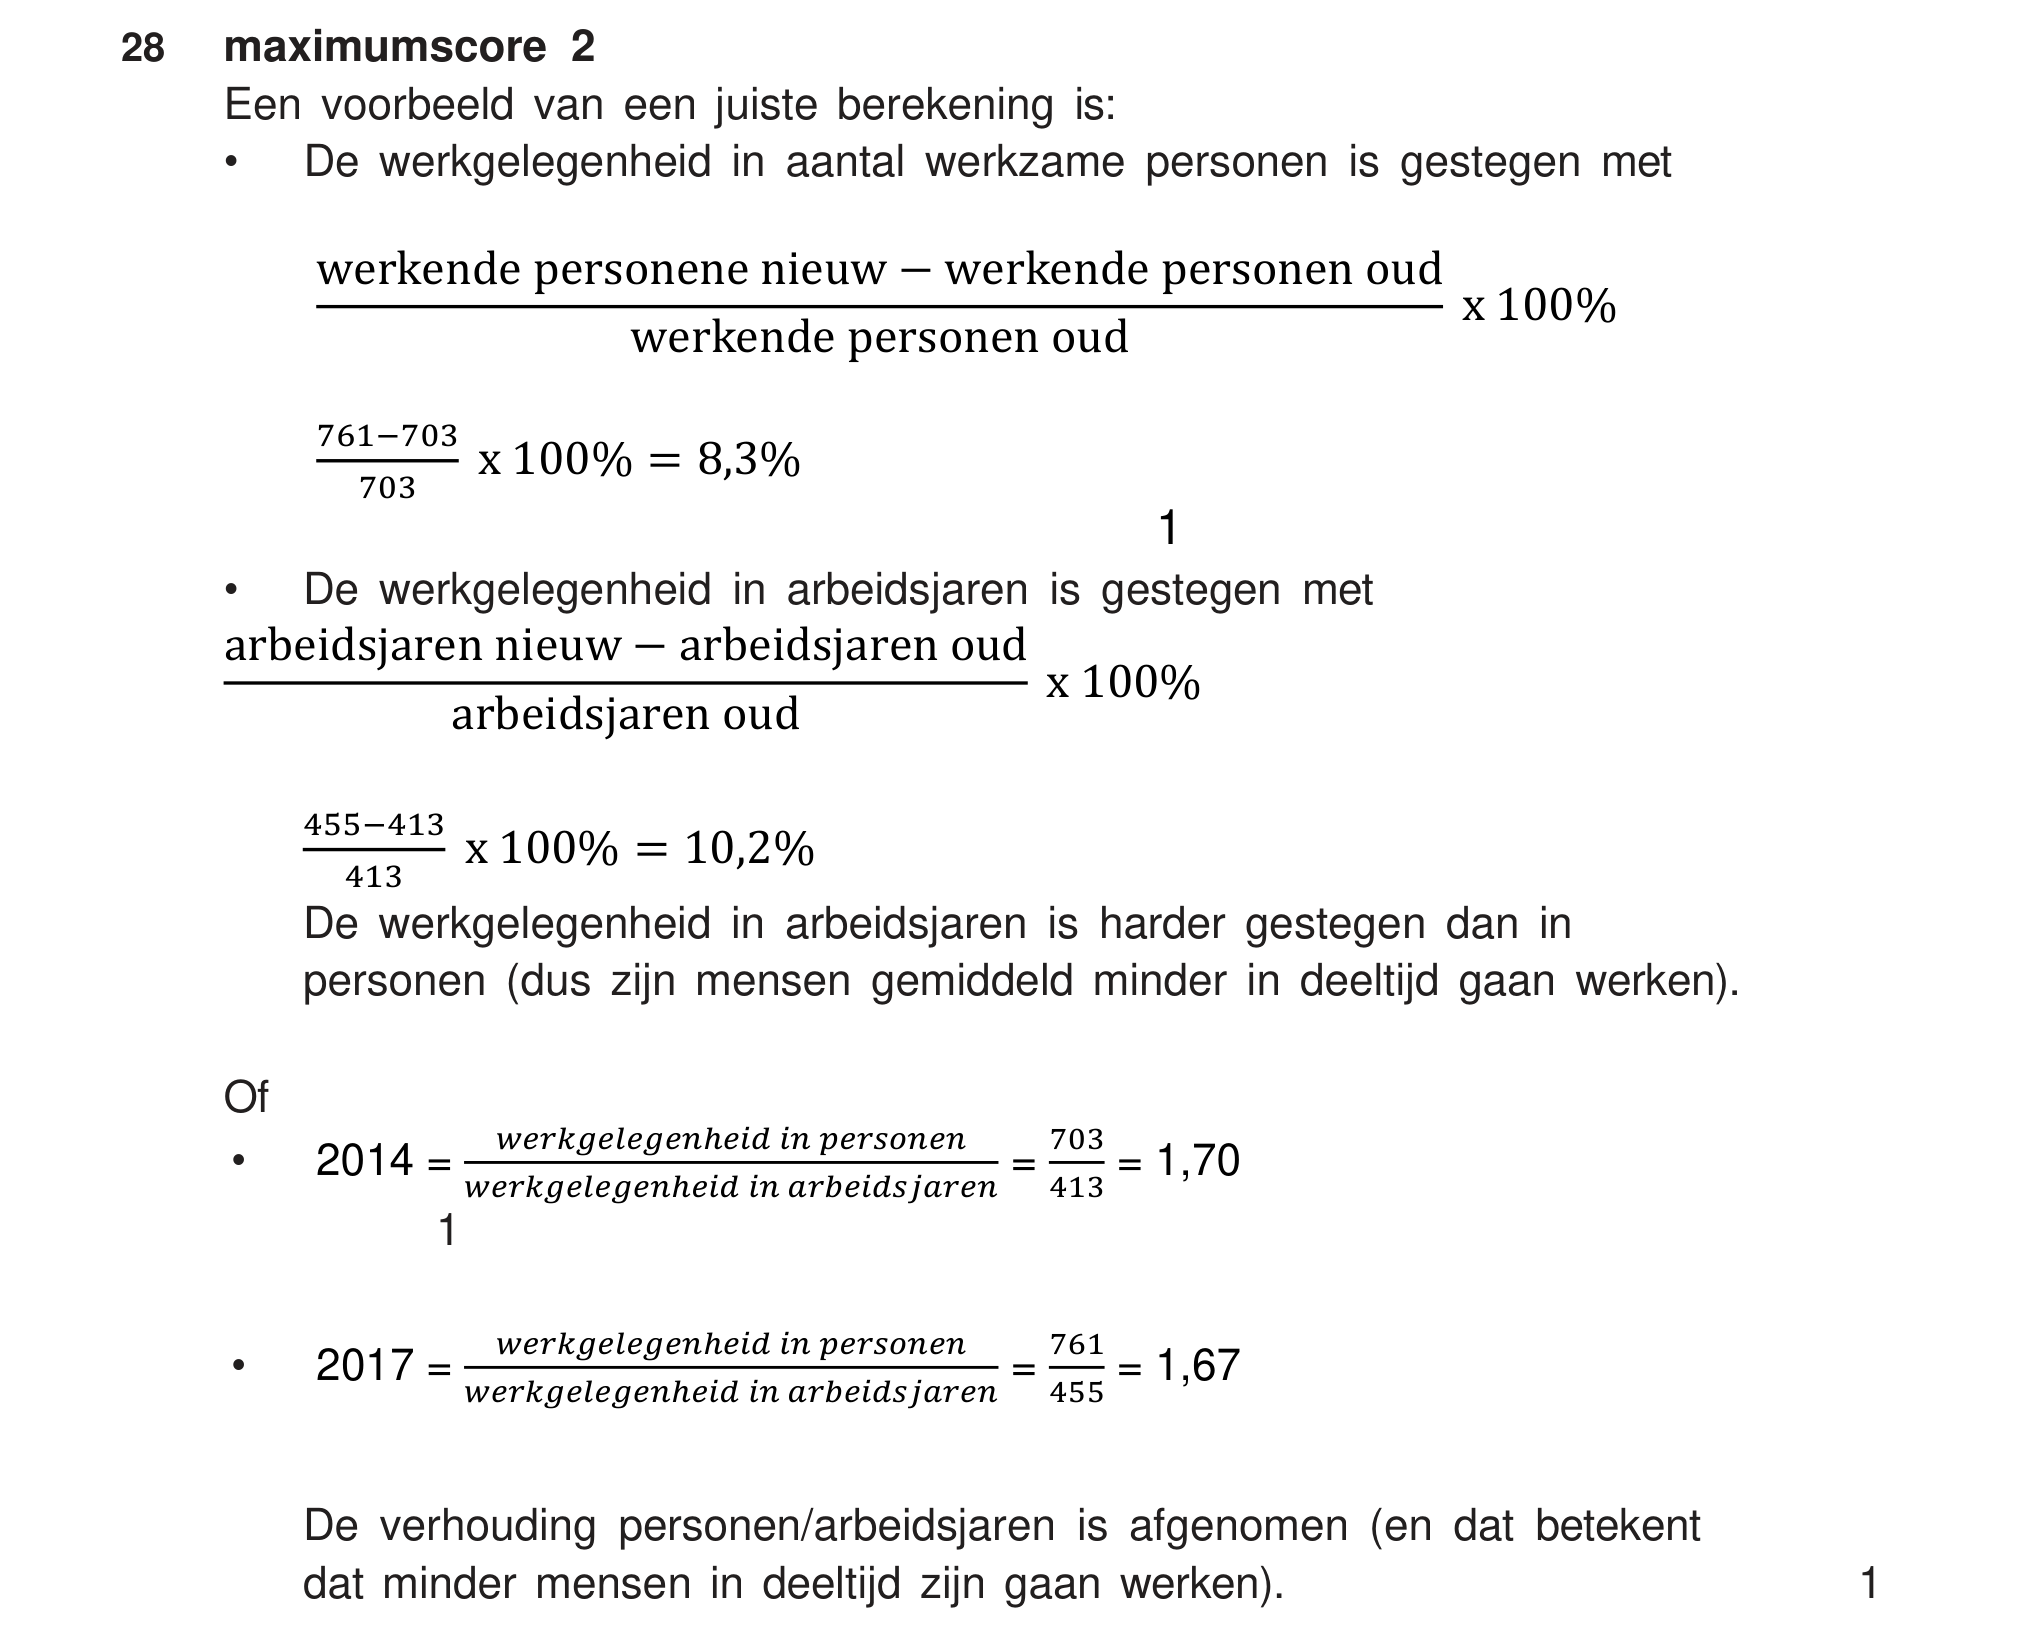 28 maximumscore 2
Een voorbeeld van een juiste berekening is:
• De werkgelegenheid in aantal werkzame personen is gestegen met
werkende personene nieuw − werkende personen oud
werkende personen oud
x 100%
761−703
703
x 100% = 8,3%
1
• De werkgelegenheid in arbeidsjaren is gestegen met
arbeidsjaren nieuw − arbeidsjaren oud
arbeidsjaren oud
x 100%
455−413
413
x 100% = 10,2%
De werkgelegenheid in arbeidsjaren is harder gestegen dan in
personen (dus zijn mensen gemiddeld minder in deeltijd gaan werken).
Of
• 2014 = werkgelegenheid in personen / werkgelegenheid in arbeidsjaren = 703/413 = 1,70
1
• 2017 = werkgelegenheid in personen / werkgelegenheid in arbeidsjaren = 761/455 = 1,67
De verhouding personen/arbeidsjaren is afgenomen (en dat betekent
dat minder mensen in deeltijd zijn gaan werken). 1